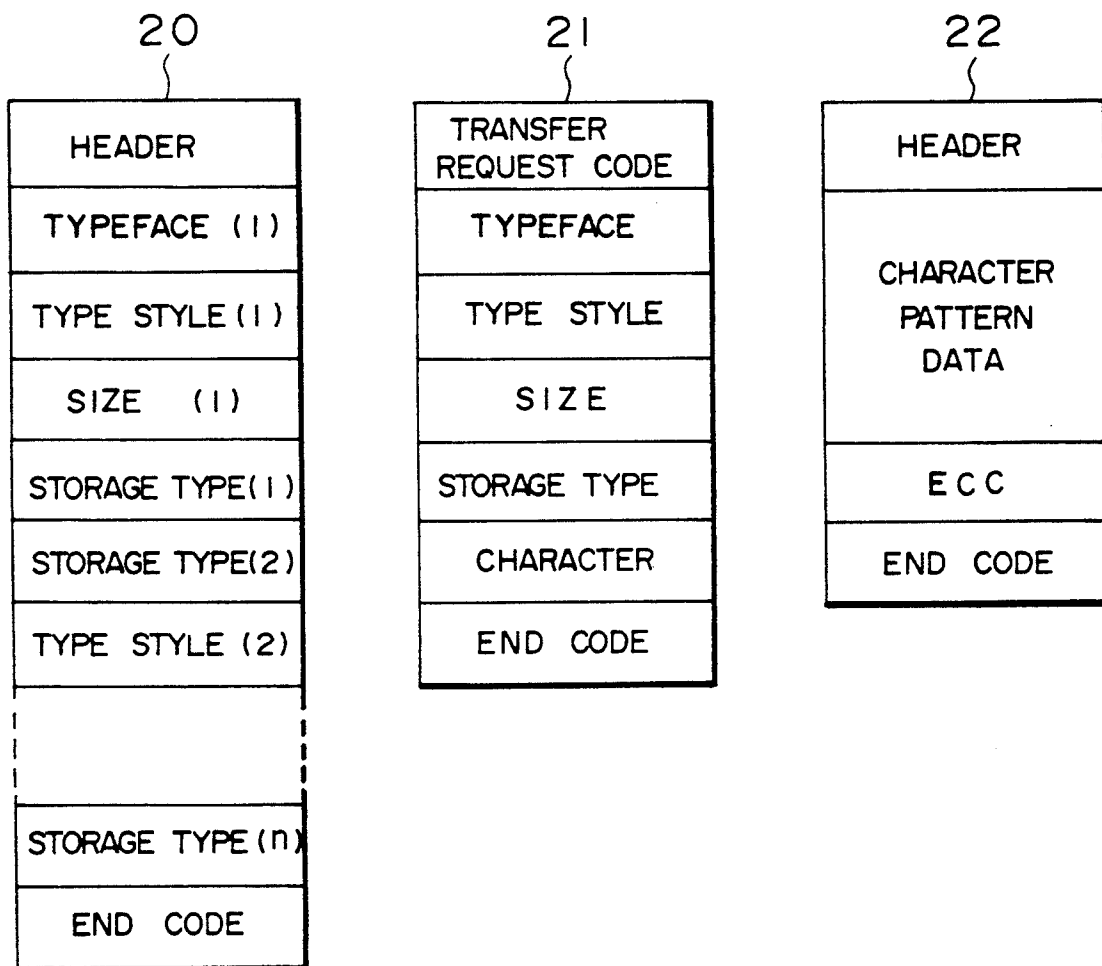 20
HEADER
TYPEFACE (1)
TYPE STYLE (1)
SIZE (1)
STORAGE TYPE(1)
STORAGE TYPE(2)
TYPE STYLE (2)
STORAGE TYPE(n)
END CODE
21
TRANSFER
REQUEST CODE
TYPEFACE
TYPE STYLE
SIZE
STORAGE TYPE
CHARACTER
END CODE
22
HEADER
CHARACTER
PATTERN
DATA
ECC
END CODE